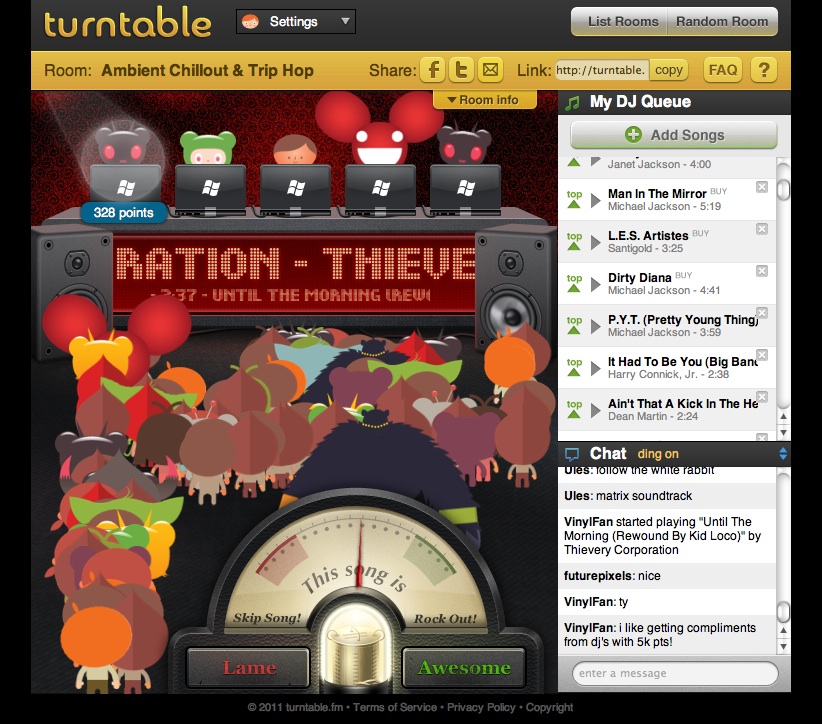 turntable
Settings
List Rooms
Random Room
Room: Ambient Chillout & Trip Hop
Share:
Link:
http://turntable.
copy
FAQ
?
Room info
328 points
RATION - THIEVE
2:37 - UNTIL THE MORNING (REWO
My DJ Queue
Add Songs
Janet Jackson - 4:00
top
Man In The Mirror BUY
Michael Jackson - 5:19
top
L.E.S. Artistes BUY
Santigold - 3:25
top
Dirty Diana BUY
Michael Jackson - 4:41
top
P.Y.T. (Pretty Young Thing)
Michael Jackson - 3:59
top
It Had To Be You (Big Band
Harry Connick, Jr. - 2:38
top
Ain't That A Kick In The He
Dean Martin - 2:24
Chat
ding on
Ules: follow the white rabbit
Ules: matrix soundtrack
VinylFan started playing "Until The
Morning (Rewound By Kid Loco)" by
Thievery Corporation
futurepixels: nice
VinylFan: ty
VinylFan: i like getting compliments
from dj's with 5k pts!
enter a message
This song is
Skip Song!
Rock Out!
Lame
Awesome
© 2011 turntable.fm • Terms of Service • Privacy Policy • Copyright